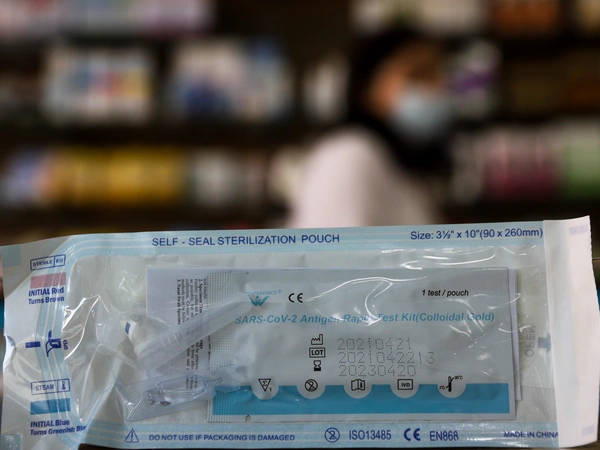 SELF - SEAL STERILIZATION POUCH
Size: 3½" x 10"(90 x 260mm)
STERILE EO
INITIAL Red
Turns Brown
1 test / pouch
SARS-CoV-2 Antigen Rapid Test Kit(Colloidal Gold)
20210421
LOT 2021042213
20230420
IVD
STEAM
INITIAL Blue
Turns Greenish
DO NOT USE IF PACKAGING IS DAMAGED
ISO13485 CE EN868
MADE IN CHINA